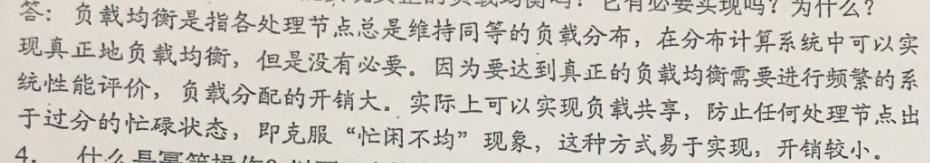 负载均衡吗?它有必要实现吗?为什么?
答:负载均衡是指各处理节点总是维持同等的负载分布,在分布计算系统中可以实
现真正地负载均衡,但是没有必要。因为要达到真正的负载均衡需要进行频繁的系
统性能评价,负载分配的开销大。实际上可以实现负载共享,防止任何处理节点出
于过分的忙碌状态,即克服“忙闲不均”现象,这种方式易于实现,开销较小。
4. 什么是幂等操作?